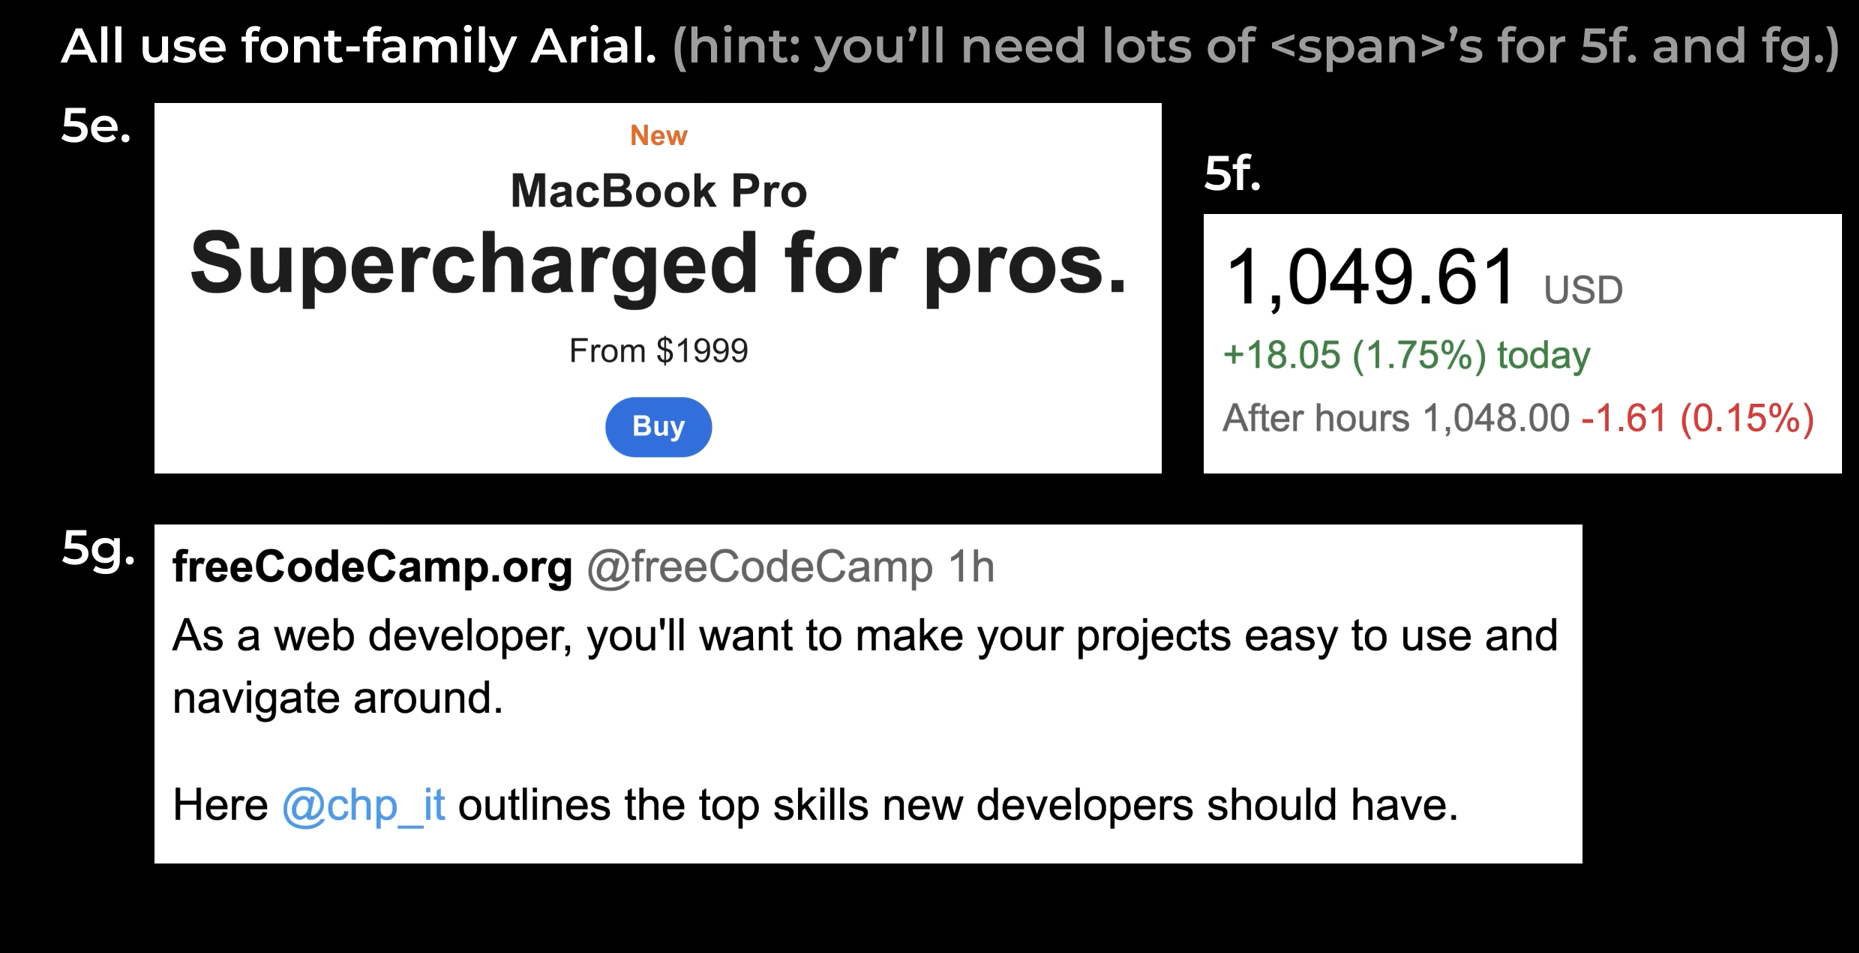 All use font-family Arial. (hint: you’ll need lots of <span>’s for 5f. and fg.)
5e.
New
MacBook Pro
Supercharged for pros.
From $1999
Buy
5f.
1,049.61 USD
+18.05 (1.75%) today
After hours 1,048.00 -1.61 (0.15%)
5g.
freeCodeCamp.org @freeCodeCamp 1h
As a web developer, you'll want to make your projects easy to use and
navigate around.
Here @chp_it outlines the top skills new developers should have.